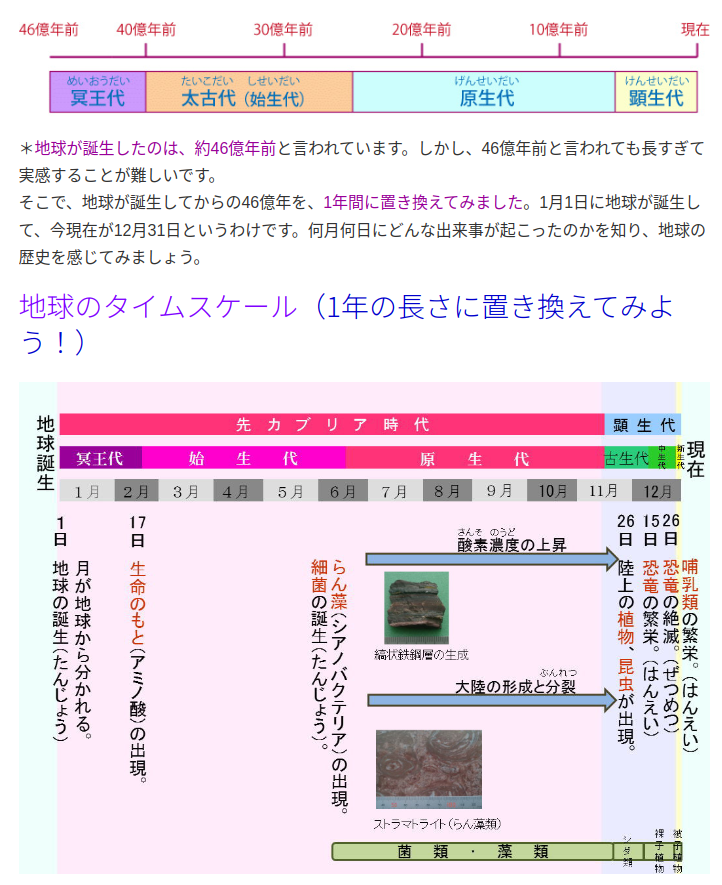 46億年前 40億年前 30億年前 20億年前 10億年前 現在
めいおうだい たいこだい しせいだい げんせいだい けんせいだい
冥王代 太古代（始生代） 原生代 顕生代
＊地球が誕生したのは、約46億年前と言われています。しかし、46億年前と言われても長すぎて
実感することが難しいです。
そこで、地球が誕生してからの46億年を、1年間に置き換えてみました。1月1日に地球が誕生し
て、今現在が12月31日というわけです。何月何日にどんな出来事が起こったのかを知り、地球の
歴史を感じてみましょう。
地球のタイムスケール（1年の長さに置き換えてみよ
う！）
地球誕生
先カブリア時代 顕生代
冥王代 始生代 原生代 古生代 中生代 新生代
現在
1月 2月 3月 4月 5月 6月 7月 8月 9月 10月 11月 12月
1日
地球の誕生（たんじょう）
月が地球から分かれる。
17日
生命のもと（アミノ酸）の出現。
細菌の誕生（たんじょう）。
らん藻（シアノバクテリア）の出現。
さんそ のうど
酸素濃度の上昇
縞状鉄鋼層の生成
ぶんれつ
大陸の形成と分裂
ストラマトライト（らん藻類）
26日
陸上の植物、昆虫が出現。
15日
恐竜の繁栄。（はんえい）
26日
恐竜の絶滅。（ぜつめつ）
哺乳類の繁栄。（はんえい）
菌類・藻類
シダ類
裸子植物
被子植物